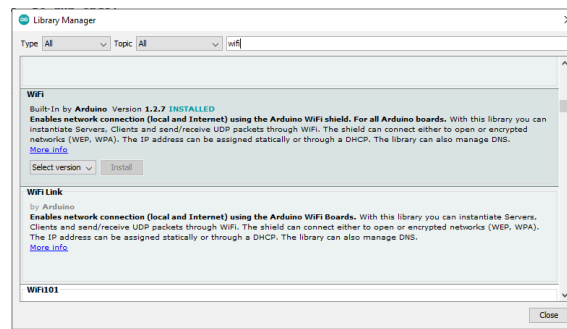 Library Manager
Type All Topic All wifi
WiFi
Built-In by Arduino Version 1.2.7 INSTALLED
Enables network connection (local and Internet) using the Arduino WiFi shield. For all Arduino boards. With this library you can
instantiate Servers, Clients and send/receive UDP packets through WiFi. The shield can connect either to open or encrypted
networks (WEP, WPA). The IP address can be assigned statically or through a DHCP. The library can also manage DNS.
More info
Select version Install
WiFi Link
by Arduino
Enables network connection (local and Internet) using the Arduino WiFi Boards. With this library you can instantiate Servers,
Clients and send/receive UDP packets through WiFi. The shield can connect either to open or encrypted networks (WEP, WPA).
The IP address can be assigned statically or through a DHCP. The library can also manage DNS.
More info
WiFi101
Close